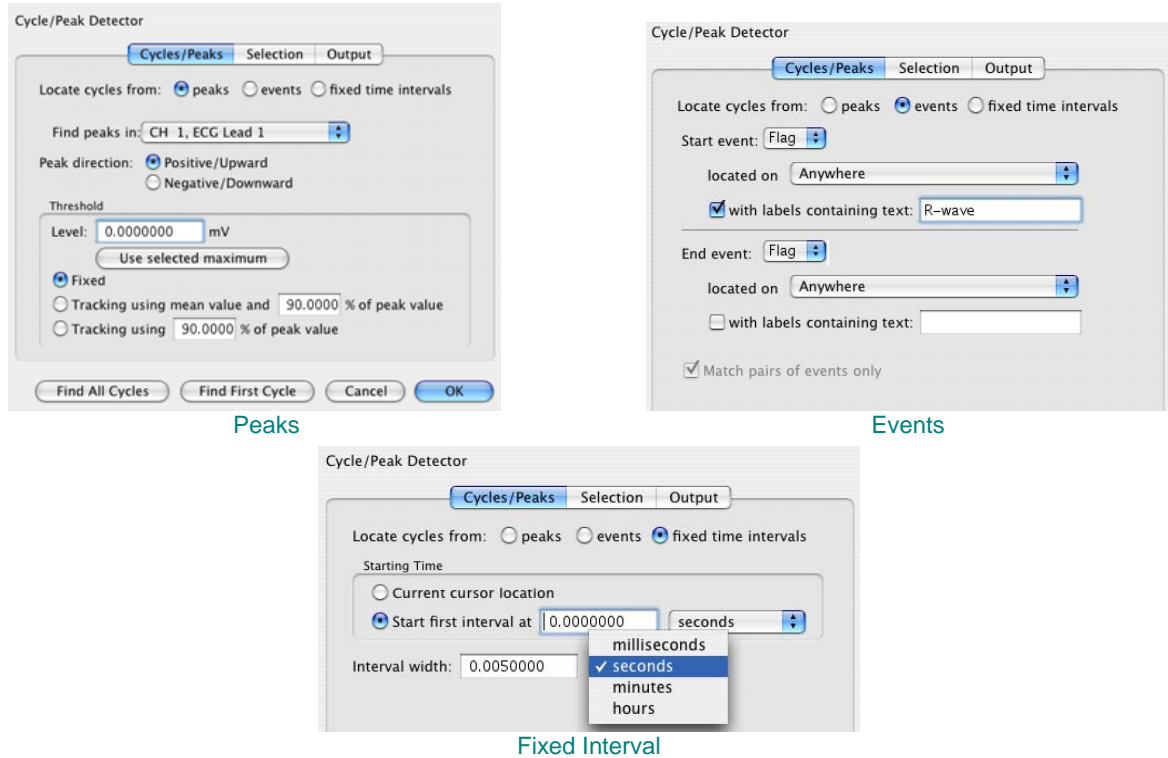 Cycle/Peak Detector
Cycles/Peaks Selection Output
Locate cycles from: peaks events fixed time intervals
Find peaks in: CH 1, ECG Lead 1
Peak direction: Positive/Upward
Negative/Downward
Threshold
Level: 0.0000000 mV
Use selected maximum
Fixed
Tracking using mean value and 90.0000 % of peak value
Tracking using 90.0000 % of peak value
Find All Cycles Find First Cycle Cancel OK
Peaks
Cycle/Peak Detector
Cycles/Peaks Selection Output
Locate cycles from: peaks events fixed time intervals
Start event: Flag
located on Anywhere
with labels containing text: R-wave
End event: Flag
located on Anywhere
with labels containing text:
Match pairs of events only
Events
Cycle/Peak Detector
Cycles/Peaks Selection Output
Locate cycles from: peaks events fixed time intervals
Starting Time
Current cursor location
Start first interval at 0.0000000 seconds
milliseconds
Interval width: 0.0050000 ✓ seconds
minutes
hours
Fixed Interval